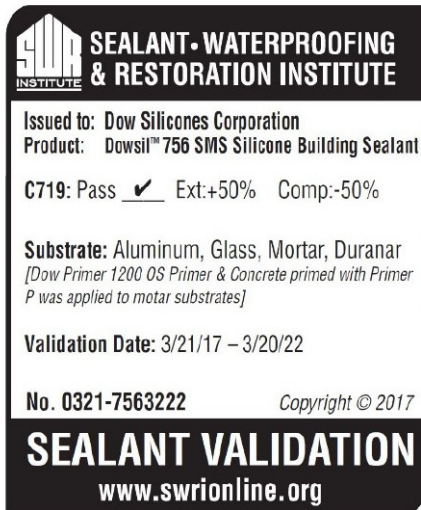 SWR
INSTITUTE
SEALANT • WATERPROOFING
& RESTORATION INSTITUTE
Issued to: Dow Silicones Corporation
Product: Dowsil™ 756 SMS Silicone Building Sealant
C719: Pass ✔ Ext:+50% Comp:-50%
Substrate: Aluminum, Glass, Mortar, Duranar
[Dow Primer 1200 OS Primer & Concrete primed with Primer
P was applied to motar substrates]
Validation Date: 3/21/17 – 3/20/22
No. 0321-7563222 Copyright © 2017
SEALANT VALIDATION
www.swrionline.org